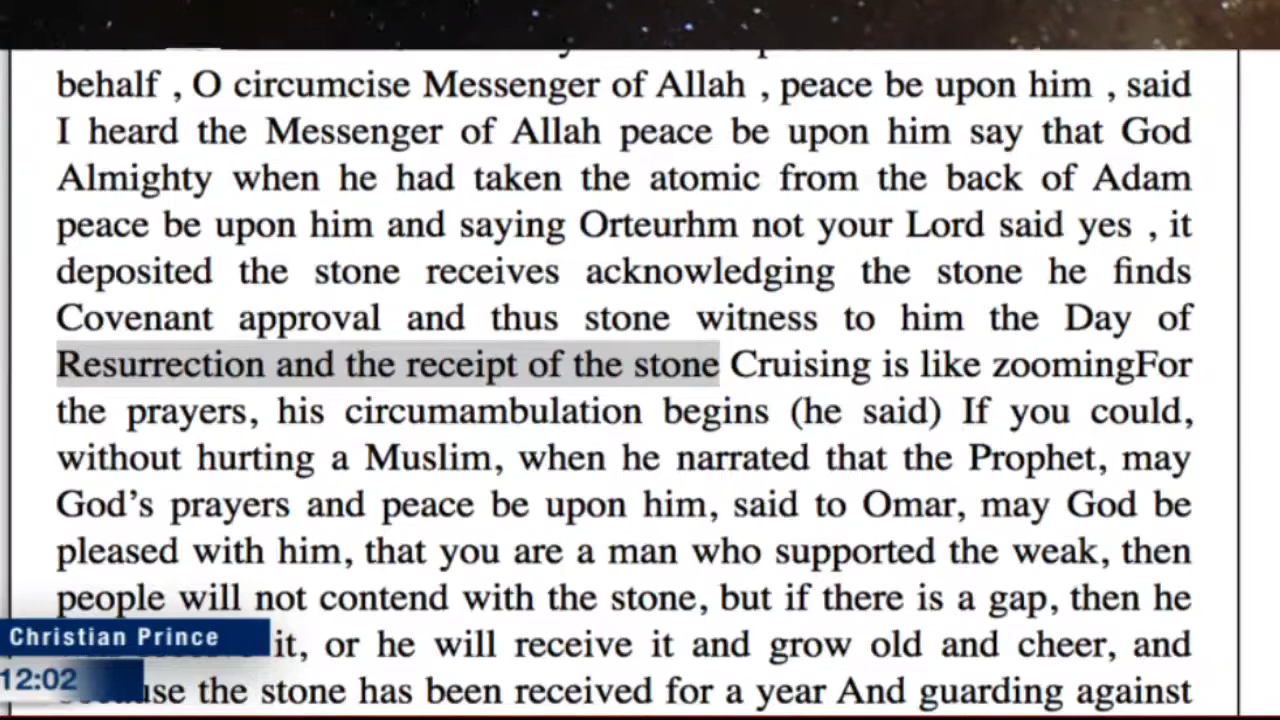 behalf , O circumcise Messenger of Allah , peace be upon him , said
I heard the Messenger of Allah peace be upon him say that God
Almighty when he had taken the atomic from the back of Adam
peace be upon him and saying Orteurhm not your Lord said yes , it
deposited the stone receives acknowledging the stone he finds
Covenant approval and thus stone witness to him the Day of
Resurrection and the receipt of the stone Cruising is like zoomingFor
the prayers, his circumambulation begins (he said) If you could,
without hurting a Muslim, when he narrated that the Prophet, may
God's prayers and peace be upon him, said to Omar, may God be
pleased with him, that you are a man who supported the weak, then
people will not contend with the stone, but if there is a gap, then he
it, or he will receive it and grow old and cheer, and
use the stone has been received for a year And guarding against
Christian Prince
12:02